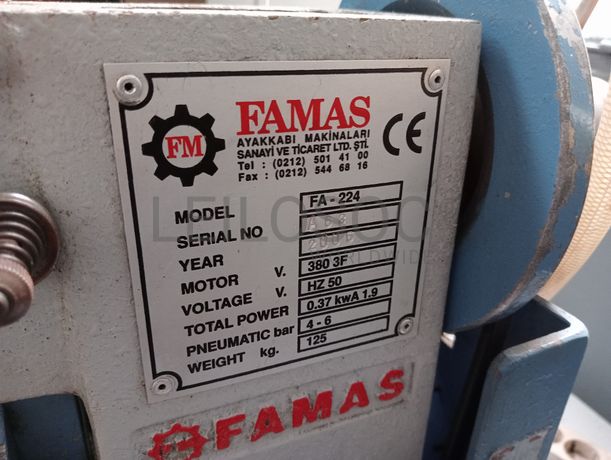 FM
FAMAS
AYAKKABI MAKİNALARI
SANAYİ VE TİCARET LTD. ŞTİ.
Tel : (0212) 501 41 00
Fax : (0212) 544 68 16
CE
MODEL FA - 224
SERIAL NO
YEAR
MOTOR V. 380 3F
VOLTAGE V. HZ 50
TOTAL POWER 0.37 kwA 1.9
PNEUMATIC bar 4 - 6
WEIGHT kg. 125
FAMAS